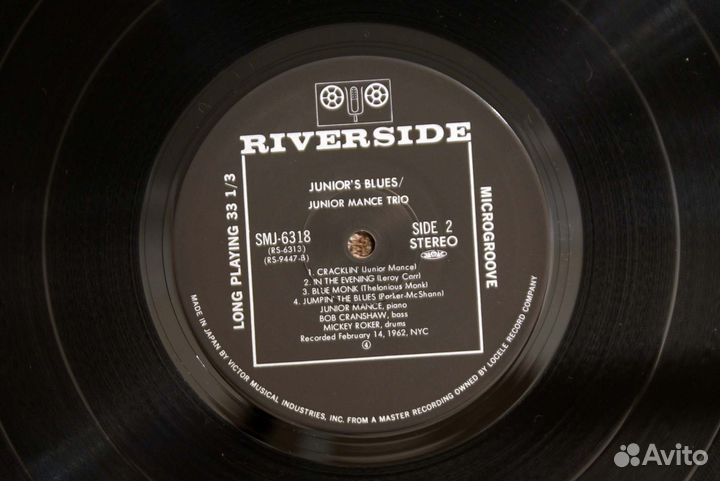 RIVERSIDE
JUNIOR'S BLUES/
JUNIOR MANCE TRIO
SMJ-6318
(RS-6313)
(RS-9447-B)
SIDE 2
STEREO
1. CRACKLIN' (Junior Mance)
2. IN THE EVENING (Leroy Carr)
3. BLUE MONK (Thelonious Monk)
4. JUMPIN' THE BLUES (Parker-McShann)
JUNIOR MANCE, piano
BOB CRANSHAW, bass
MICKEY ROKER, drums
Recorded February 14, 1962, NYC
4
LONG PLAYING 33 1/3
MICROGROOVE
MADE IN JAPAN BY VICTOR MUSICAL INDUSTRIES, INC. FROM A MASTER RECORDING OWNED BY LOCELE RECORD COMPANY
Avito